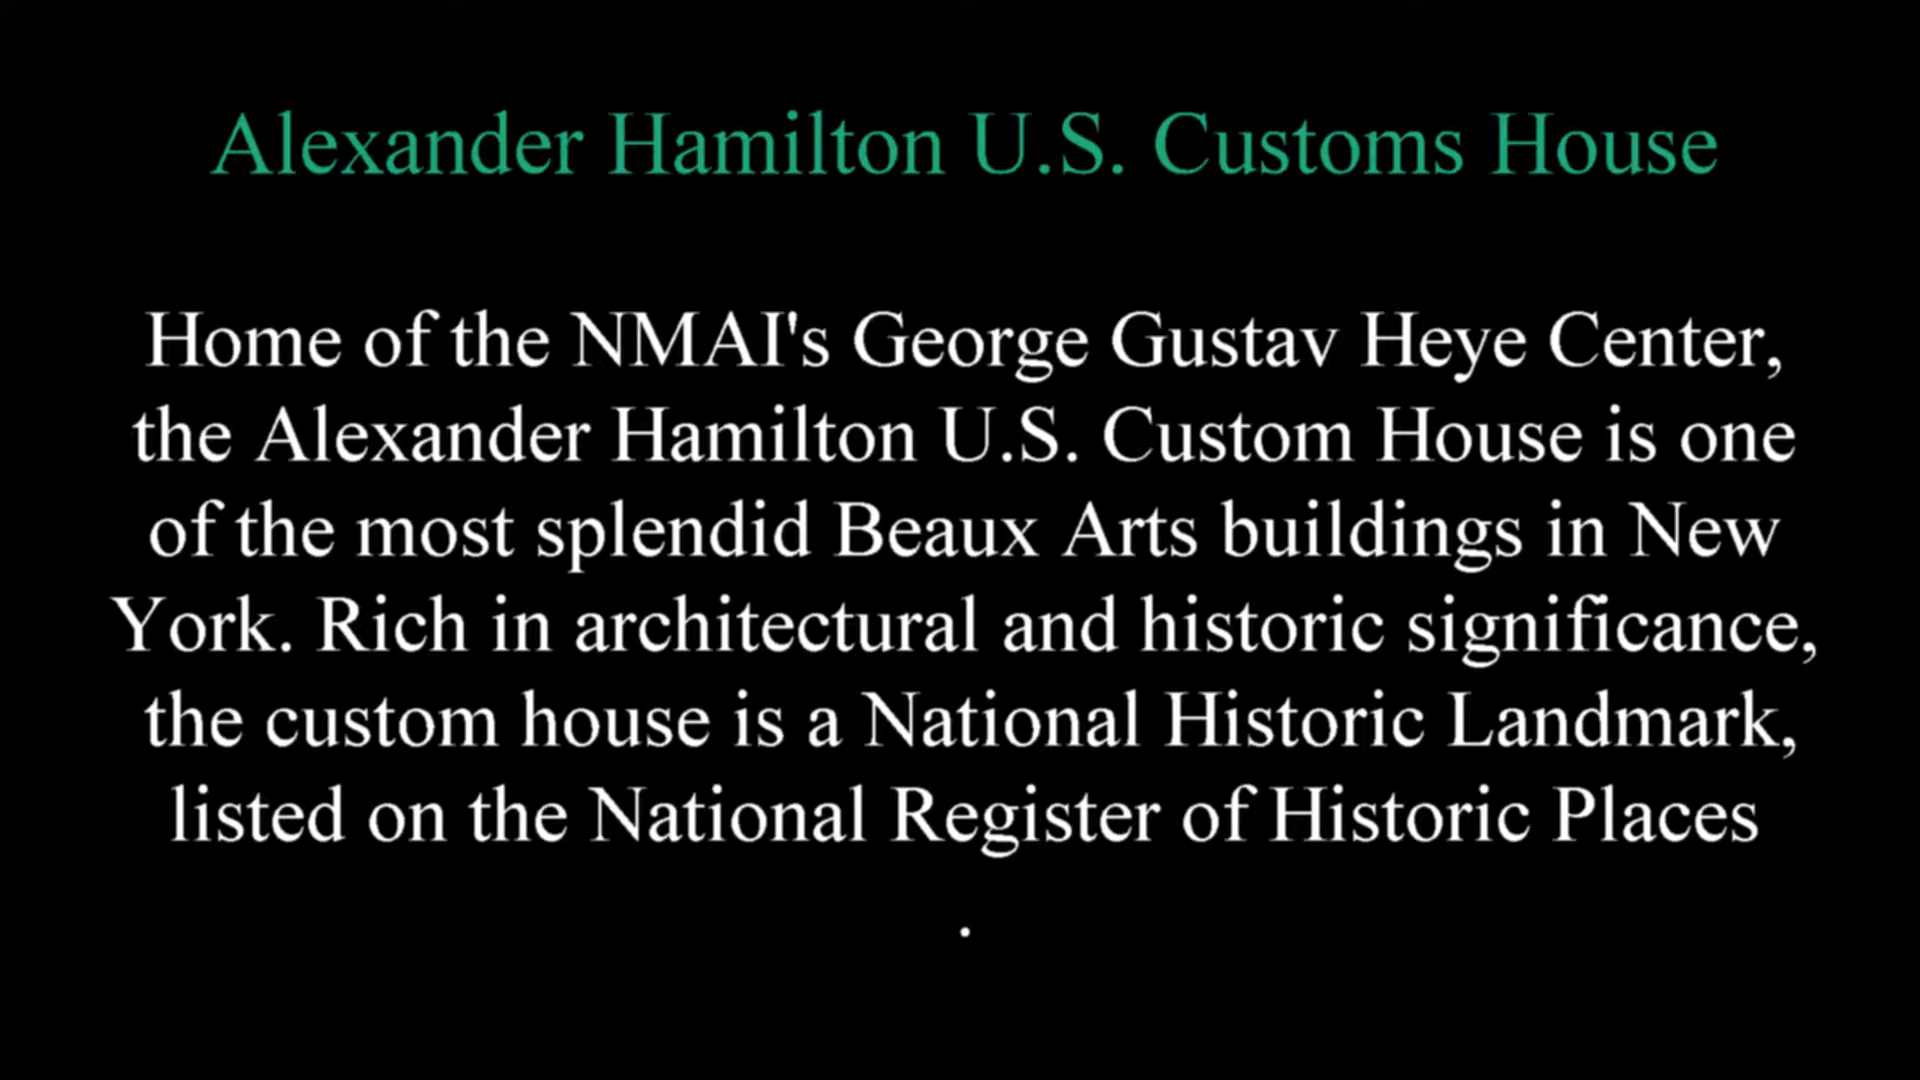 Alexander Hamilton U.S. Customs House
Home of the NMAI's George Gustav Heye Center,
the Alexander Hamilton U.S. Custom House is one
of the most splendid Beaux Arts buildings in New
York. Rich in architectural and historic significance,
the custom house is a National Historic Landmark,
listed on the National Register of Historic Places
.